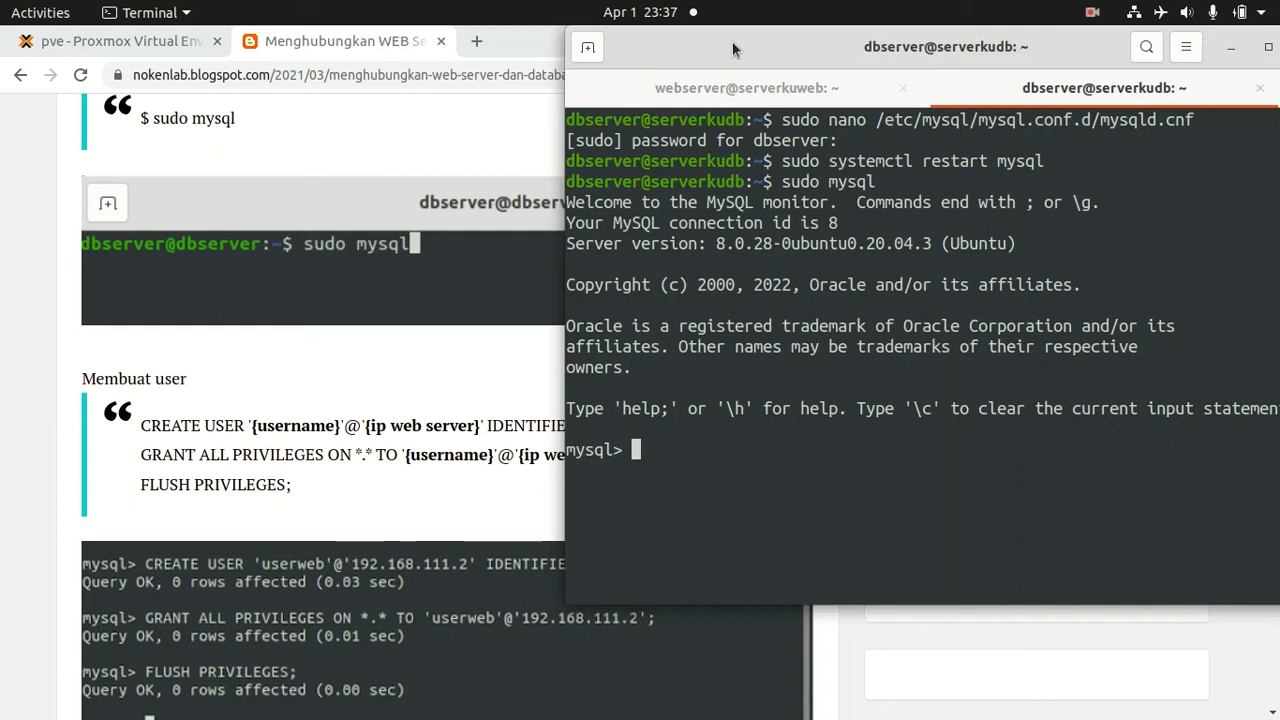 Activities
Terminal
Apr 1 23:37
pve - Proxmox Virtual Env
Menghubungkan WEB Se
nokenlab.blogspot.com/2021/03/menghubungkan-web-server-dan-databa
$ sudo mysql
dbserver@dbserv
dbserver@dbserver:~$ sudo mysql
Membuat user
CREATE USER '{username}'@'{ip web server}' IDENTIFIE
GRANT ALL PRIVILEGES ON *.* TO '{username}'@'{ip we
FLUSH PRIVILEGES;
mysql> CREATE USER 'userweb'@'192.168.111.2' IDENTIFIE
Query OK, 0 rows affected (0.03 sec)
mysql> GRANT ALL PRIVILEGES ON *.* TO 'userweb'@'192.168.111.2';
Query OK, 0 rows affected (0.01 sec)
mysql> FLUSH PRIVILEGES;
Query OK, 0 rows affected (0.00 sec)
dbserver@serverkudb: ~
webserver@serverkuweb: ~
dbserver@serverkudb: ~
dbserver@serverkudb:~$ sudo nano /etc/mysql/mysql.conf.d/mysqld.cnf
[sudo] password for dbserver:
dbserver@serverkudb:~$ sudo systemctl restart mysql
dbserver@serverkudb:~$ sudo mysql
Welcome to the MySQL monitor.  Commands end with ; or \g.
Your MySQL connection id is 8
Server version: 8.0.28-0ubuntu0.20.04.3 (Ubuntu)
Copyright (c) 2000, 2022, Oracle and/or its affiliates.
Oracle is a registered trademark of Oracle Corporation and/or its
affiliates. Other names may be trademarks of their respective
owners.
Type 'help;' or '\h' for help. Type '\c' to clear the current input statemen
mysql>